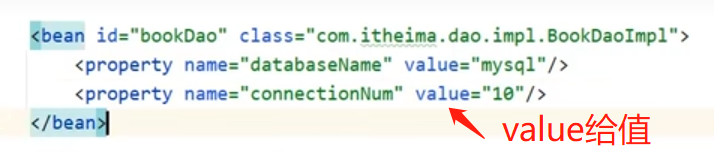 <bean id="bookDao" class="com.itheima.dao.impl.BookDaoImpl">
<property name="databaseName" value="mysql"/>
<property name="connectionNum" value="10"/>
</bean>
value给值